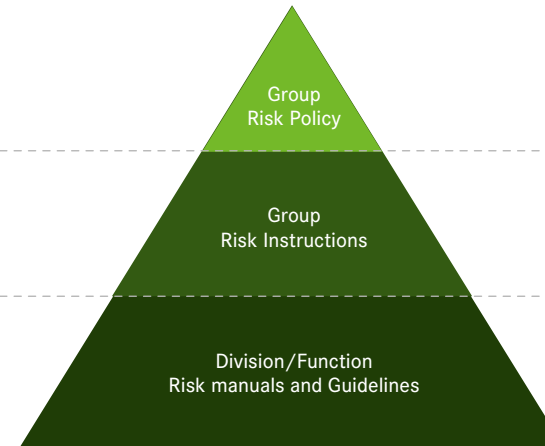 Group
Risk Policy
Group
Risk Instructions
Division/Function
Risk manuals and Guidelines